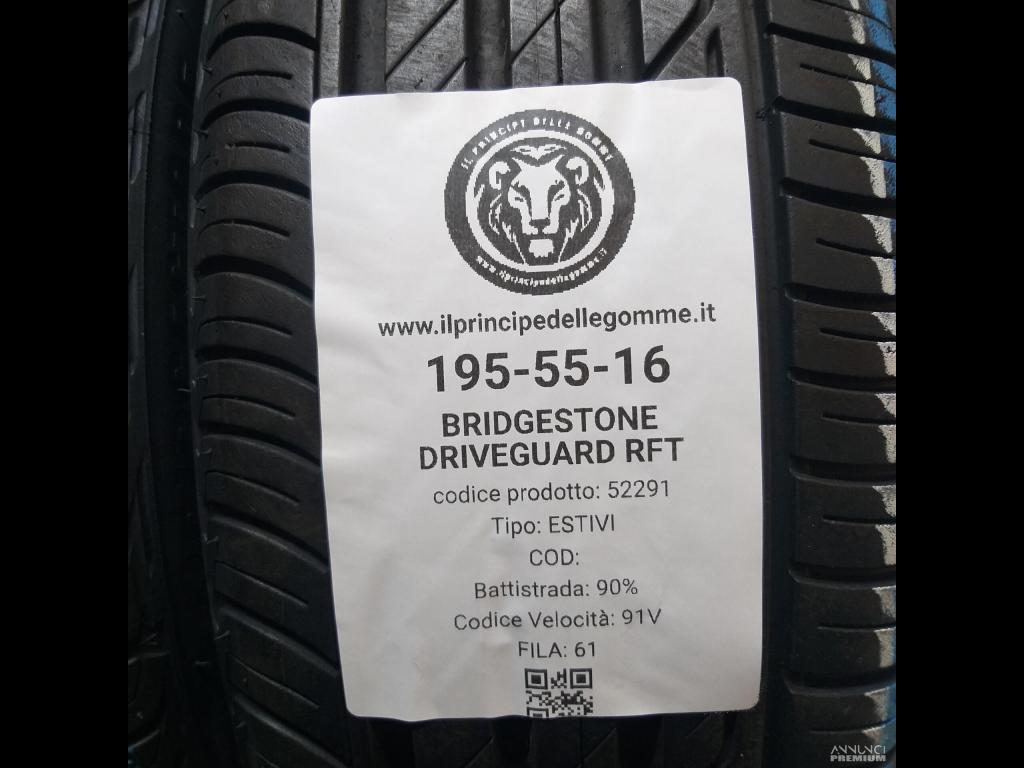 IL PRINCIPE DELLE GOMME
www.ilprincipedellegomme.it
www.ilprincipedellegomme.it
195-55-16
BRIDGESTONE
DRIVEGUARD RFT
codice prodotto: 52291
Tipo: ESTIVI
COD:
Battistrada: 90%
Codice Velocità: 91V
FILA: 61
ANNUNCI
PREMIUM